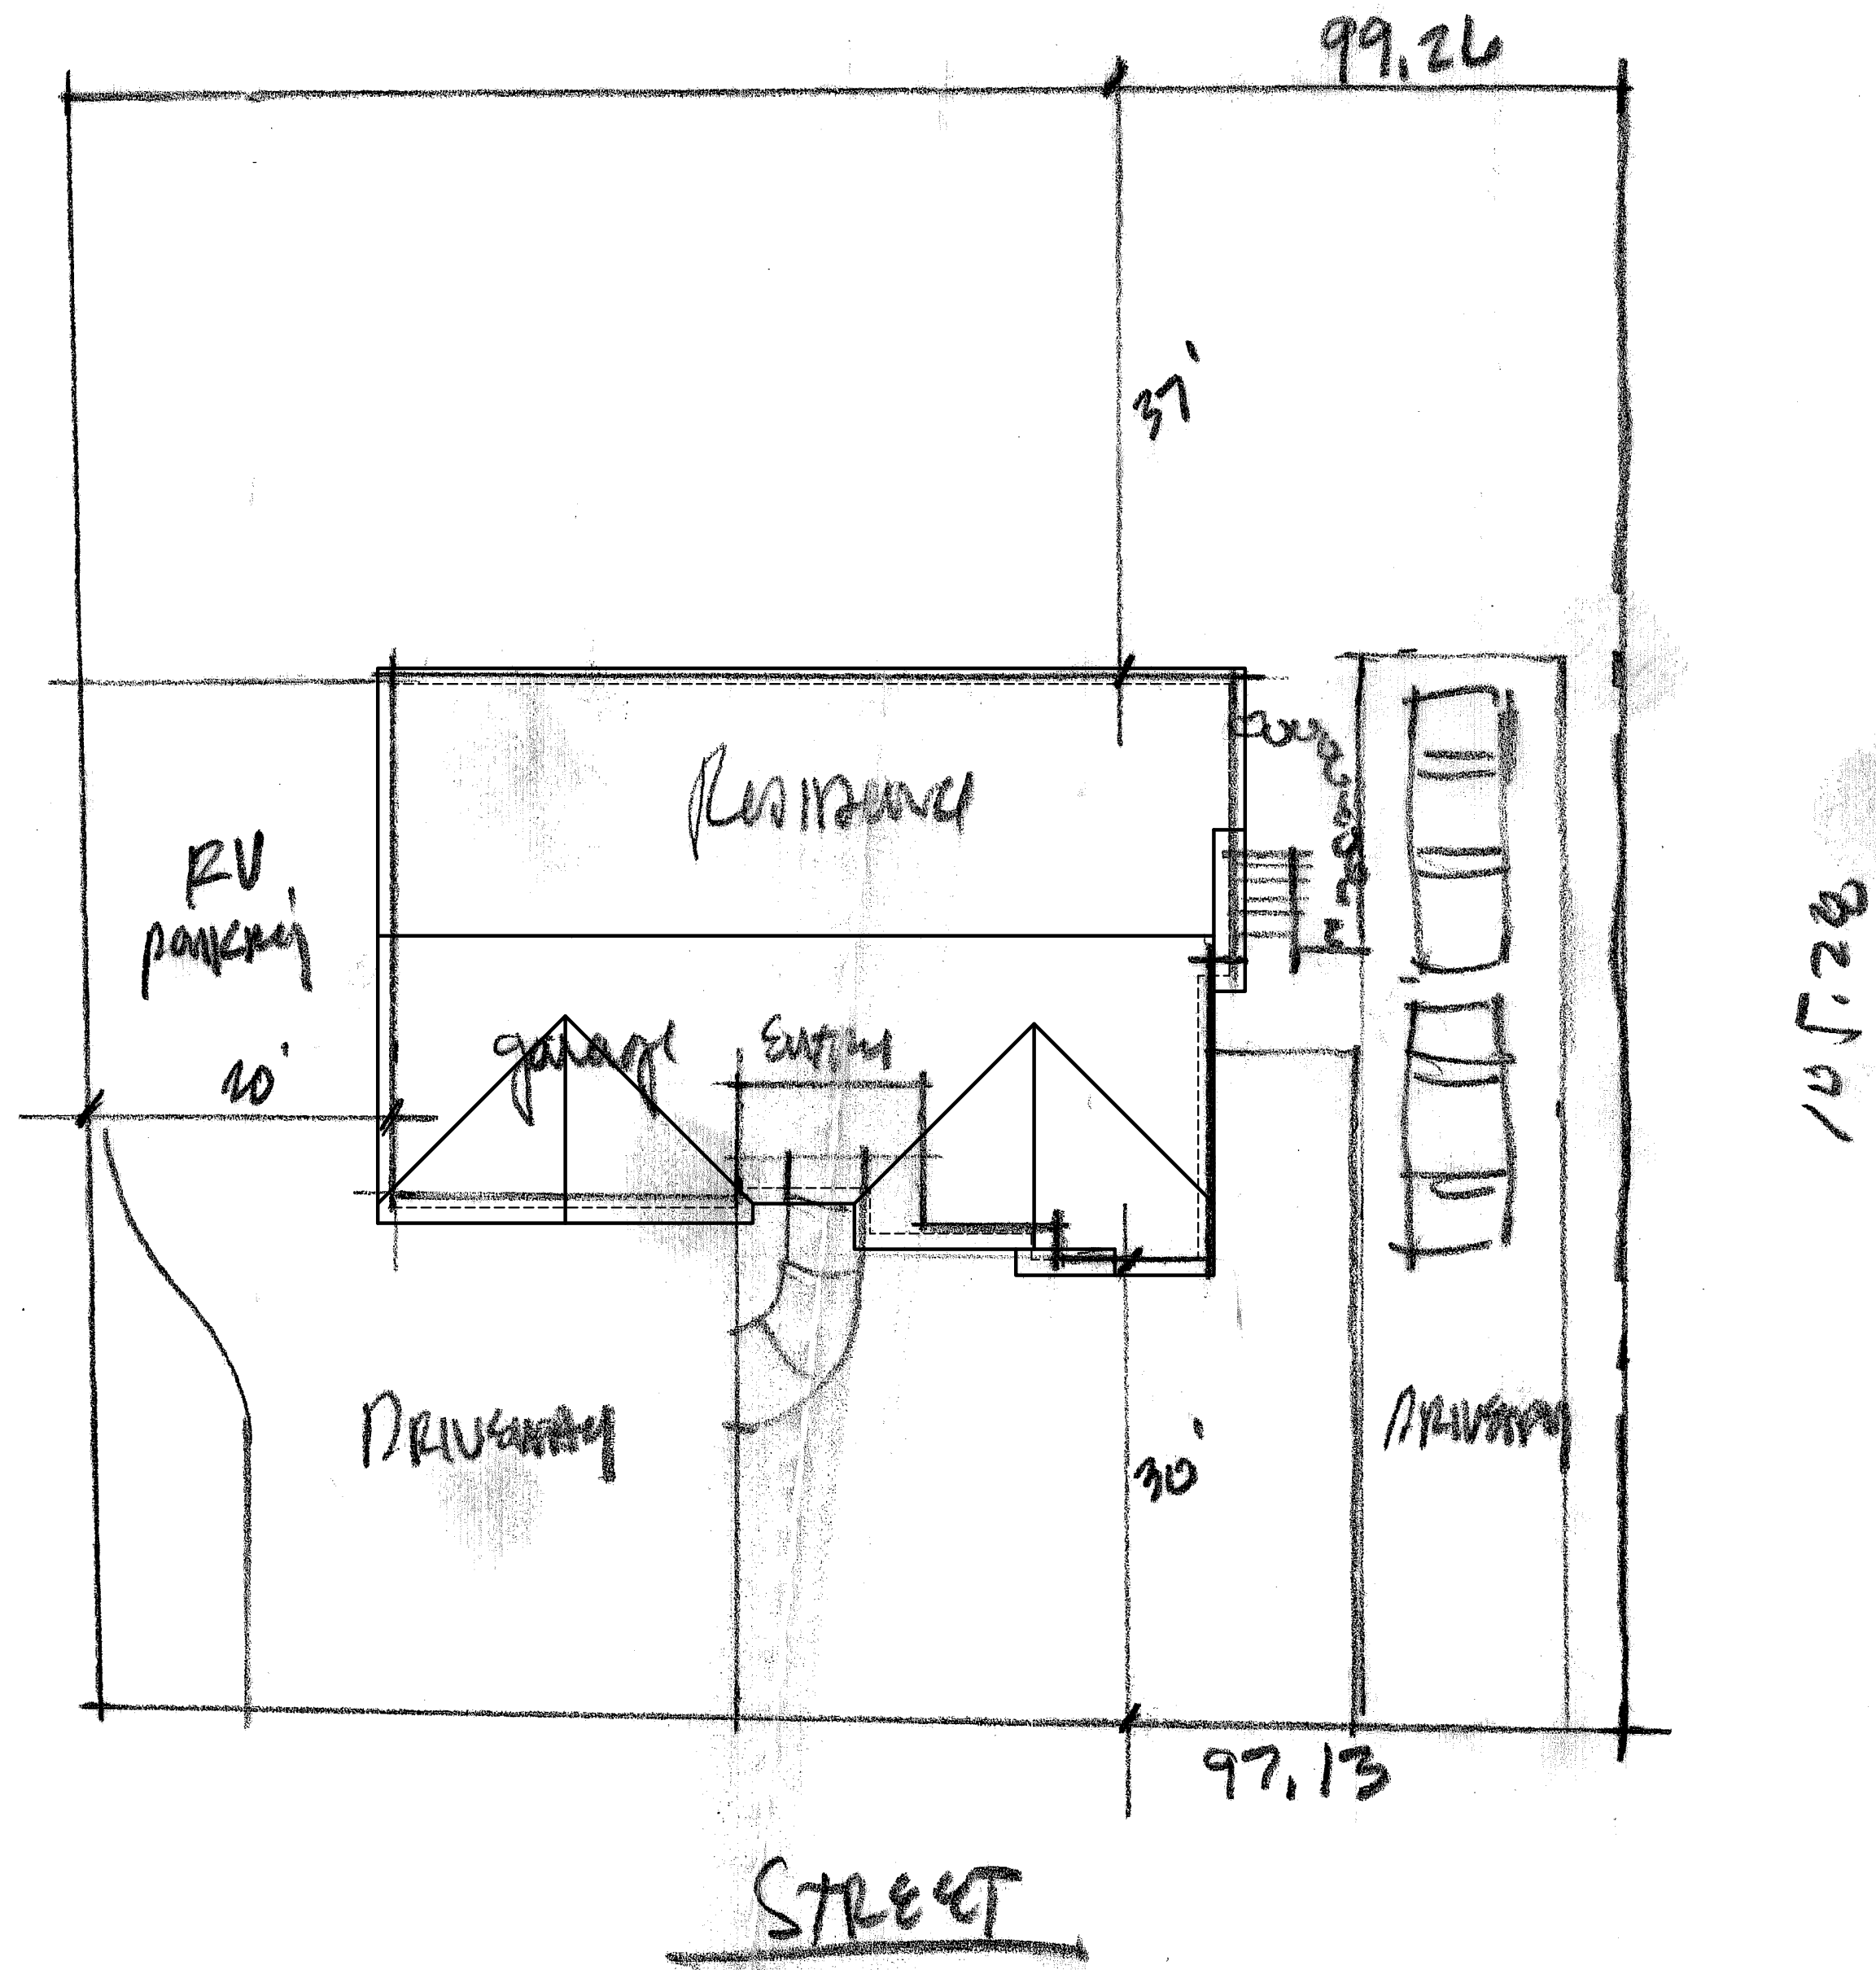 99.26
37'
Residence
RV
parking
20'
garage
Entry
105.28
Driveway
Driveway
30'
97.13
STREET